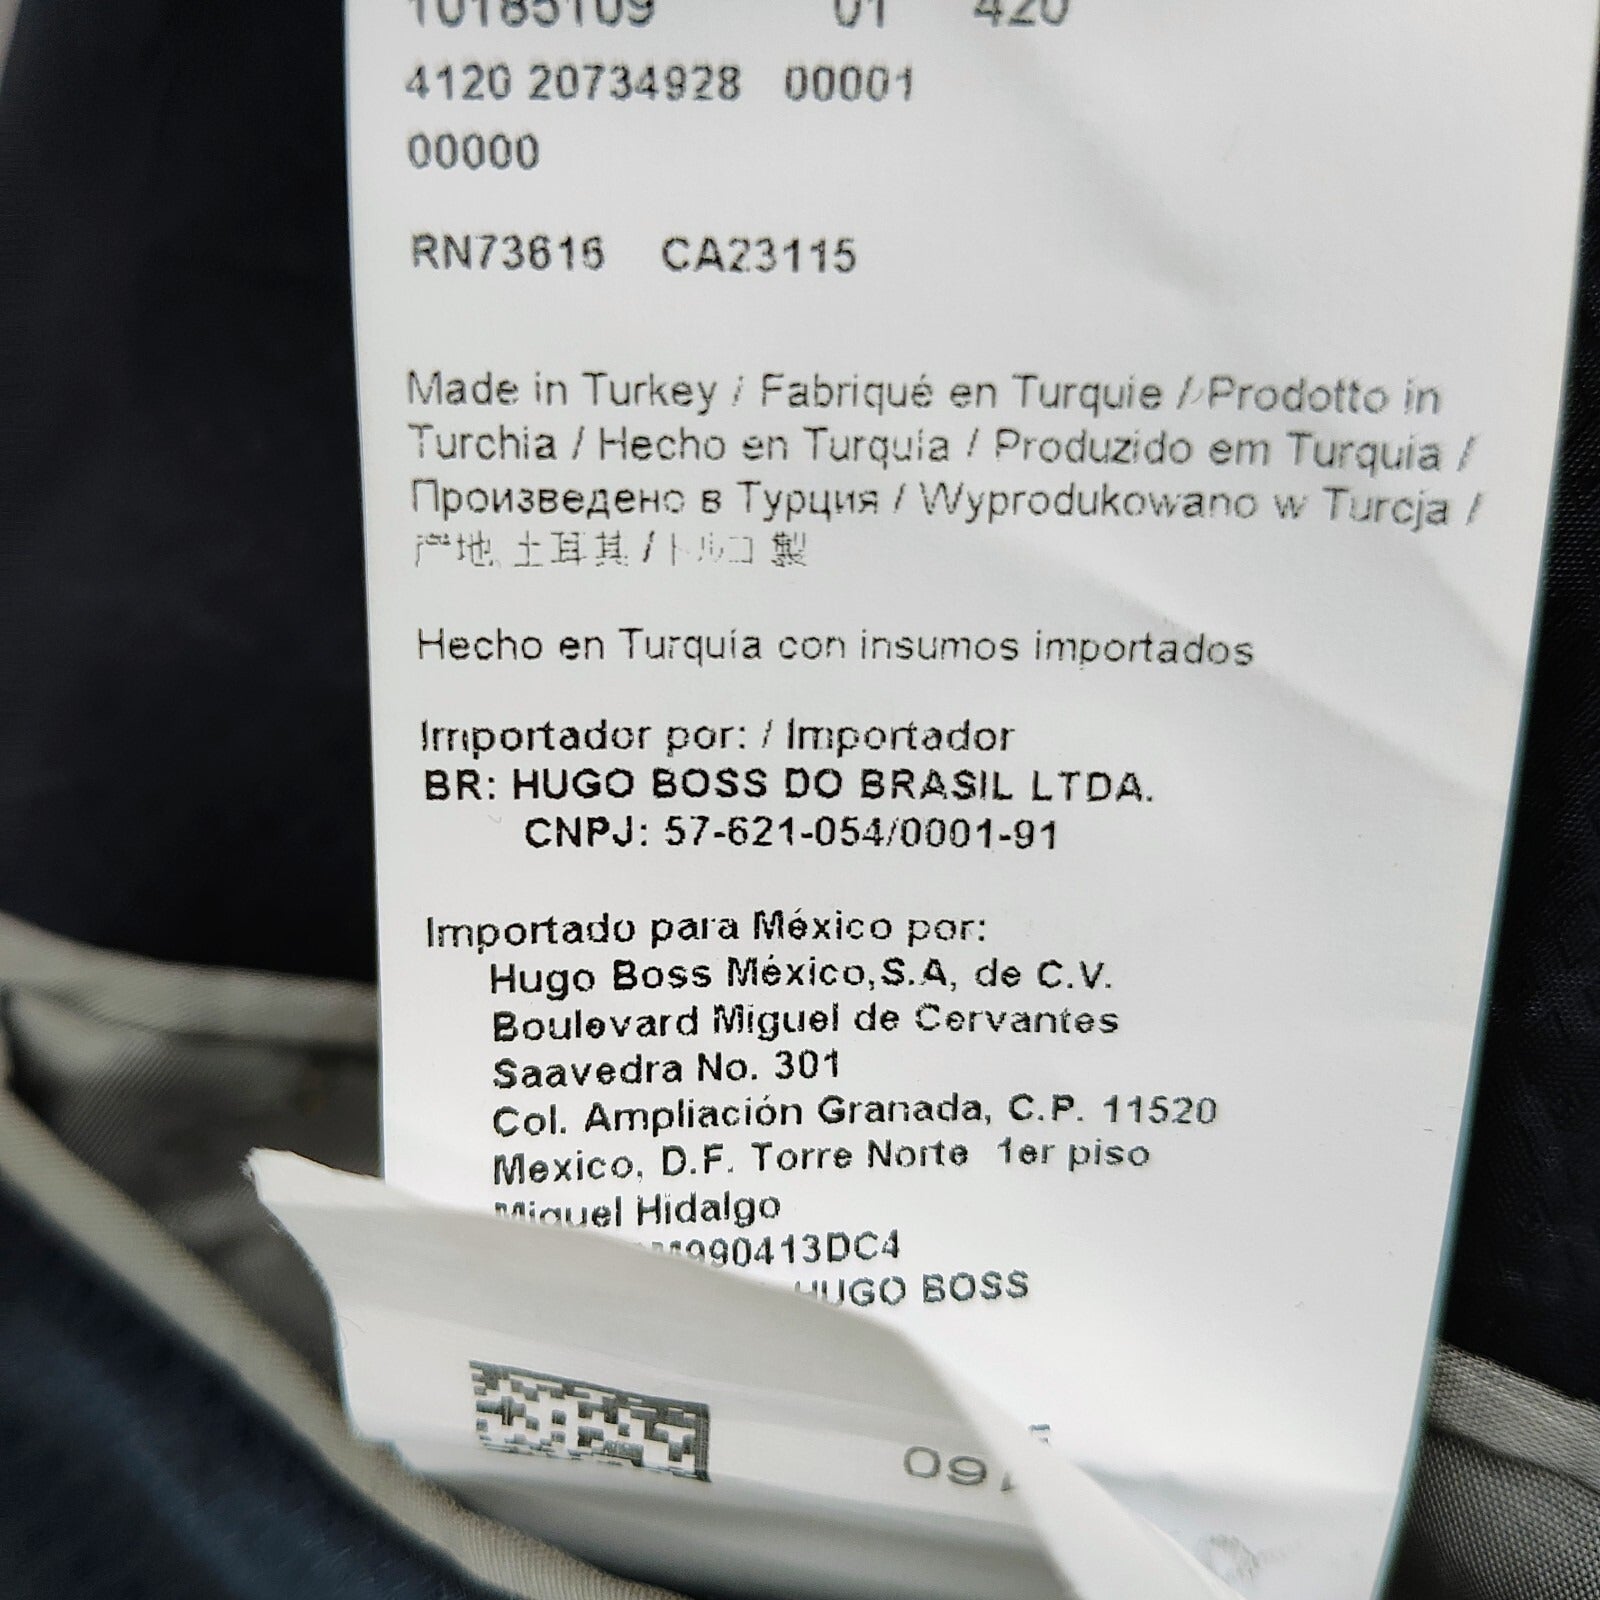 10185109 01 420
4120 20734928 00001
00000
RN73616 CA23115
Made in Turkey / Fabriqué en Turquie / Prodotto in
Turchia / Hecho en Turquía / Produzido em Turquia /
Произведено в Турция / Wyprodukowano w Turcja /
产地 土耳其 / トルコ 製
Hecho en Turquía con insumos importados
Importador por: / Importador
BR: HUGO BOSS DO BRASIL LTDA.
CNPJ: 57-621-054/0001-91
Importado para México por:
Hugo Boss México,S.A, de C.V.
Boulevard Miguel de Cervantes
Saavedra No. 301
Col. Ampliación Granada, C.P. 11520
Mexico, D.F. Torre Norte 1er piso
Miguel Hidalgo
990413DC4
HUGO BOSS